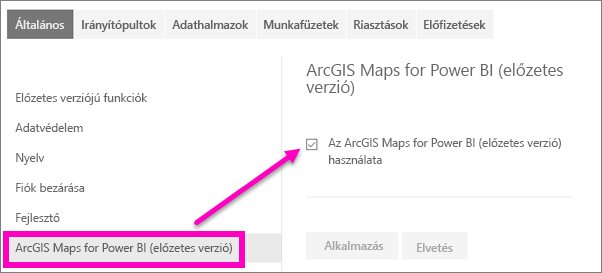 Általános Irányítópultok Adathalmazok Munkafüzetek Riasztások Előfizetések
Előzetes verziójú funkciók
Adatvédelem
Nyelv
Fiók bezárása
Fejlesztő
ArcGIS Maps for Power BI (előzetes verzió)
ArcGIS Maps for Power BI (előzetes
verzió)
Az ArcGIS Maps for Power BI (előzetes verzió)
használata
Alkalmazás Elvetés